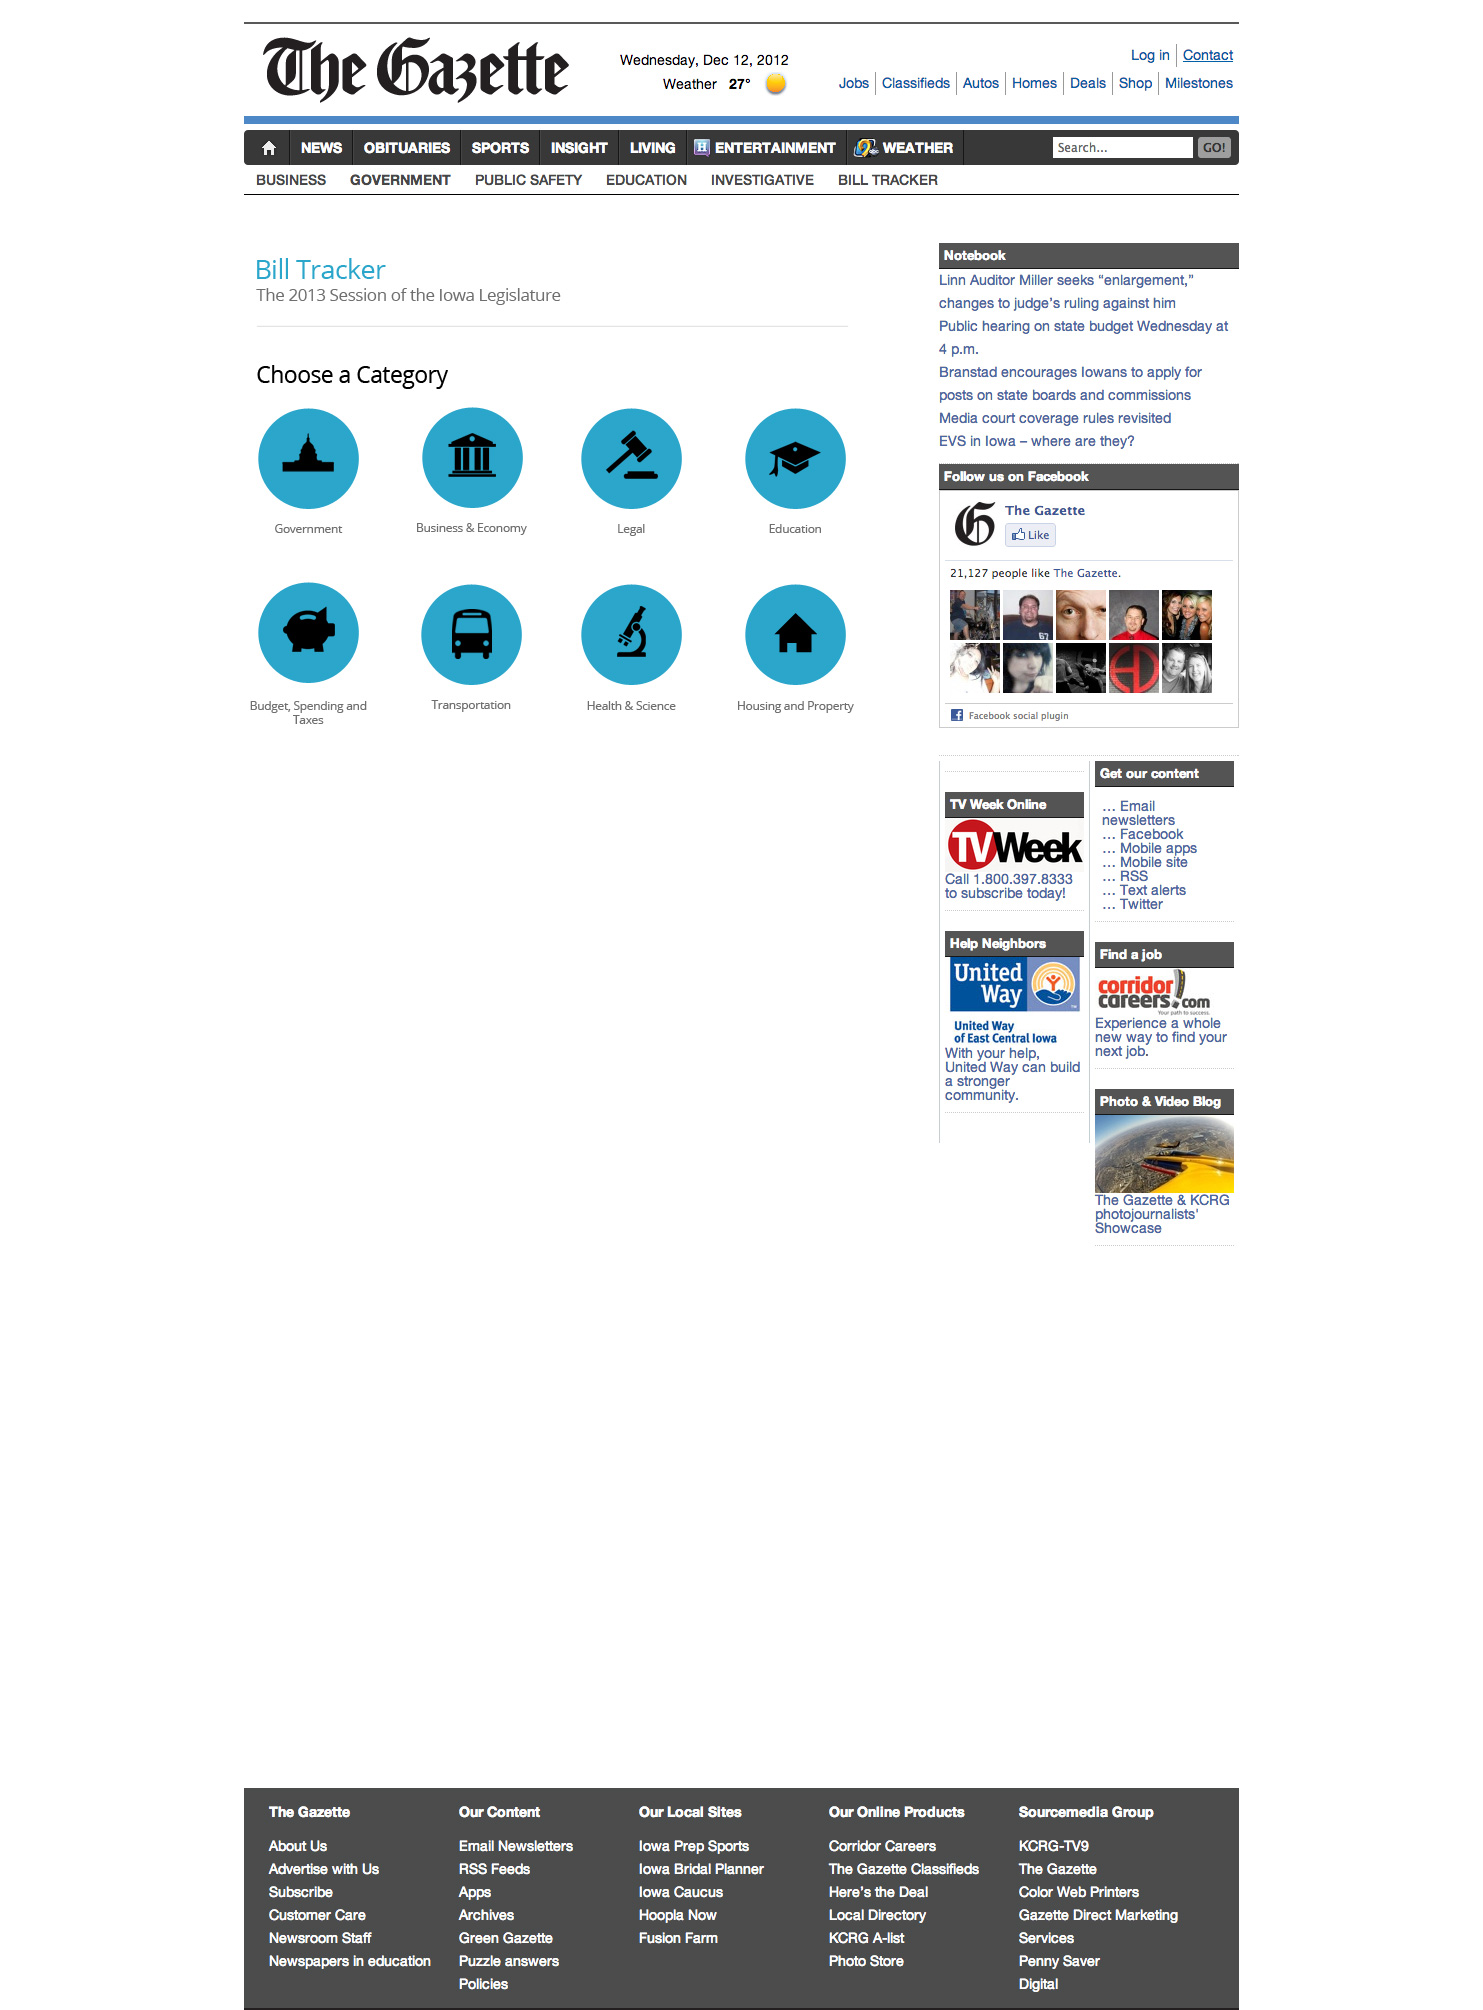 The Gazette
Wednesday, Dec 12, 2012
Weather 27°
Log in Contact
Jobs Classifieds Autos Homes Deals Shop Milestones
NEWS OBITUARIES SPORTS INSIGHT LIVING H ENTERTAINMENT 9 WEATHER Search... GO!
BUSINESS GOVERNMENT PUBLIC SAFETY EDUCATION INVESTIGATIVE BILL TRACKER
Bill Tracker
The 2013 Session of the Iowa Legislature
Choose a Category
Government Business & Economy Legal Education
Budget, Spending and
Taxes
Transportation Health & Science Housing and Property
Notebook
Linn Auditor Miller seeks “enlargement,”
changes to judge’s ruling against him
Public hearing on state budget Wednesday at
4 p.m.
Branstad encourages Iowans to apply for
posts on state boards and commissions
Media court coverage rules revisited
EVS in Iowa – where are they?
Follow us on Facebook
G
The Gazette
Like
21,127 people like The Gazette.
67
f Facebook social plugin
TV Week Online
TV Week
Call 1.800.397.8333
to subscribe today!
Help Neighbors
United
Way
United Way
of East Central Iowa
With your help,
United Way can build
a stronger
community.
Get our content
... Email
newsletters
... Facebook
... Mobile apps
... Mobile site
... RSS
... Text alerts
... Twitter
Find a job
corridor
careers.com
Your path to success.
Experience a whole
new way to find your
next job.
Photo & Video Blog
The Gazette & KCRG
photojournalists'
Showcase
The Gazette
About Us
Advertise with Us
Subscribe
Customer Care
Newsroom Staff
Newspapers in education
Our Content
Email Newsletters
RSS Feeds
Apps
Archives
Green Gazette
Puzzle answers
Policies
Our Local Sites
Iowa Prep Sports
Iowa Bridal Planner
Iowa Caucus
Hoopla Now
Fusion Farm
Our Online Products
Corridor Careers
The Gazette Classifieds
Here’s the Deal
Local Directory
KCRG A-list
Photo Store
Sourcemedia Group
KCRG-TV9
The Gazette
Color Web Printers
Gazette Direct Marketing
Services
Penny Saver
Digital